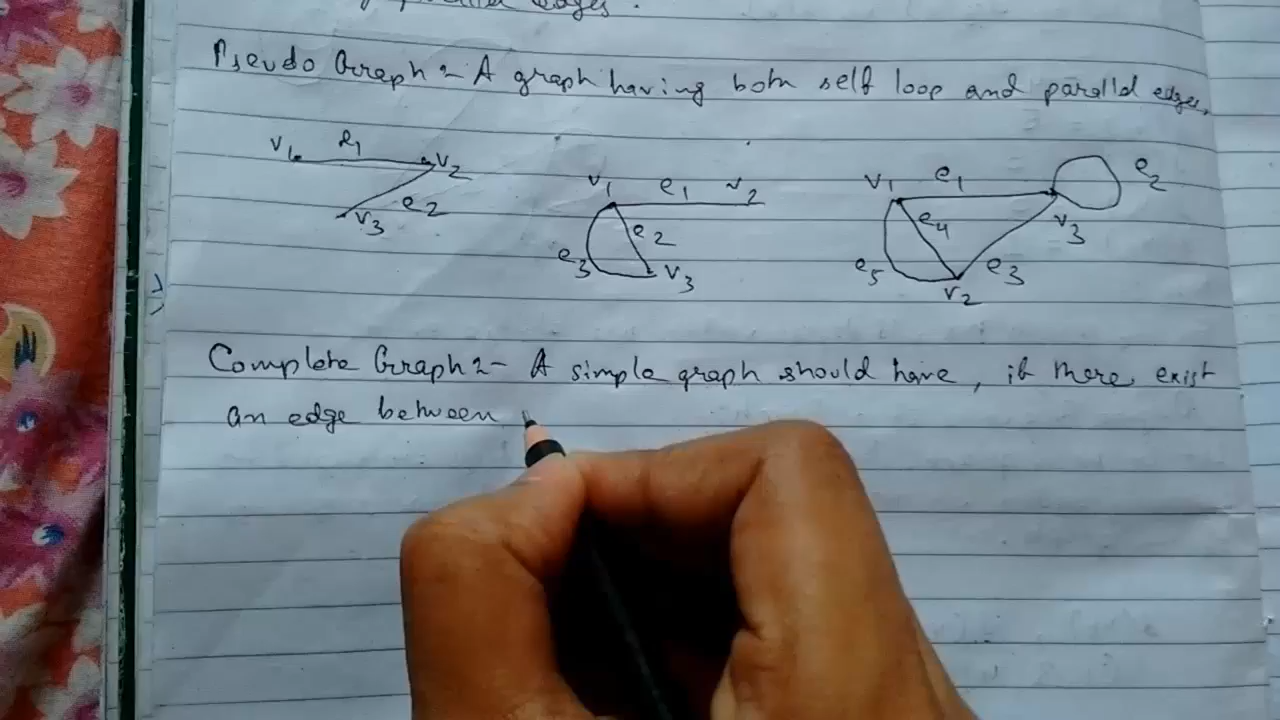 edges.
Pseudo Graph :- A graph having both self loop and parallel edges.
v1 e1 v2
e2
v3
v1 e1 v2
e2
e3 v3
v1 e1 e2
e4 v3
e5 e3
v2
Complete Graph :- A simple graph should have, if there exist
an edge between